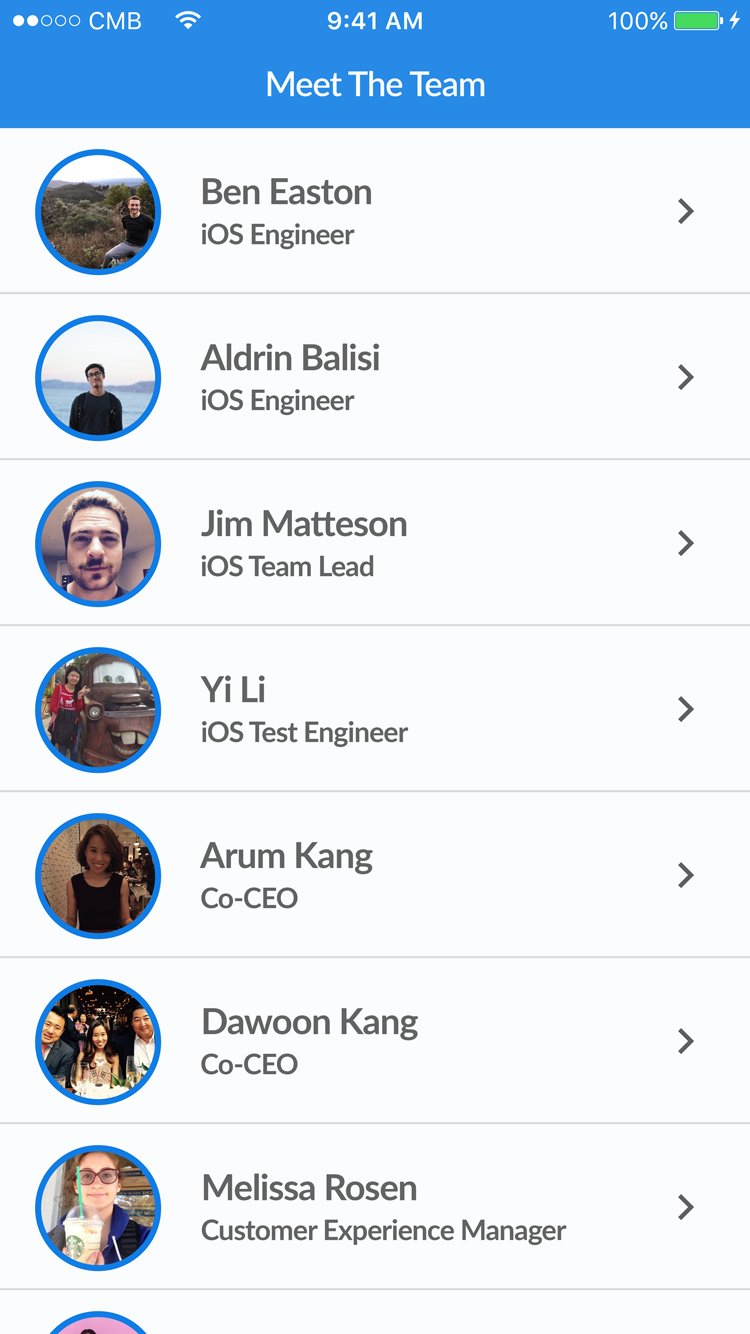 CMB 9:41 AM 100%
Meet The Team
Ben Easton
iOS Engineer
Aldrin Balisi
iOS Engineer
Jim Matteson
iOS Team Lead
Yi Li
iOS Test Engineer
Arum Kang
Co-CEO
Dawoon Kang
Co-CEO
Melissa Rosen
Customer Experience Manager